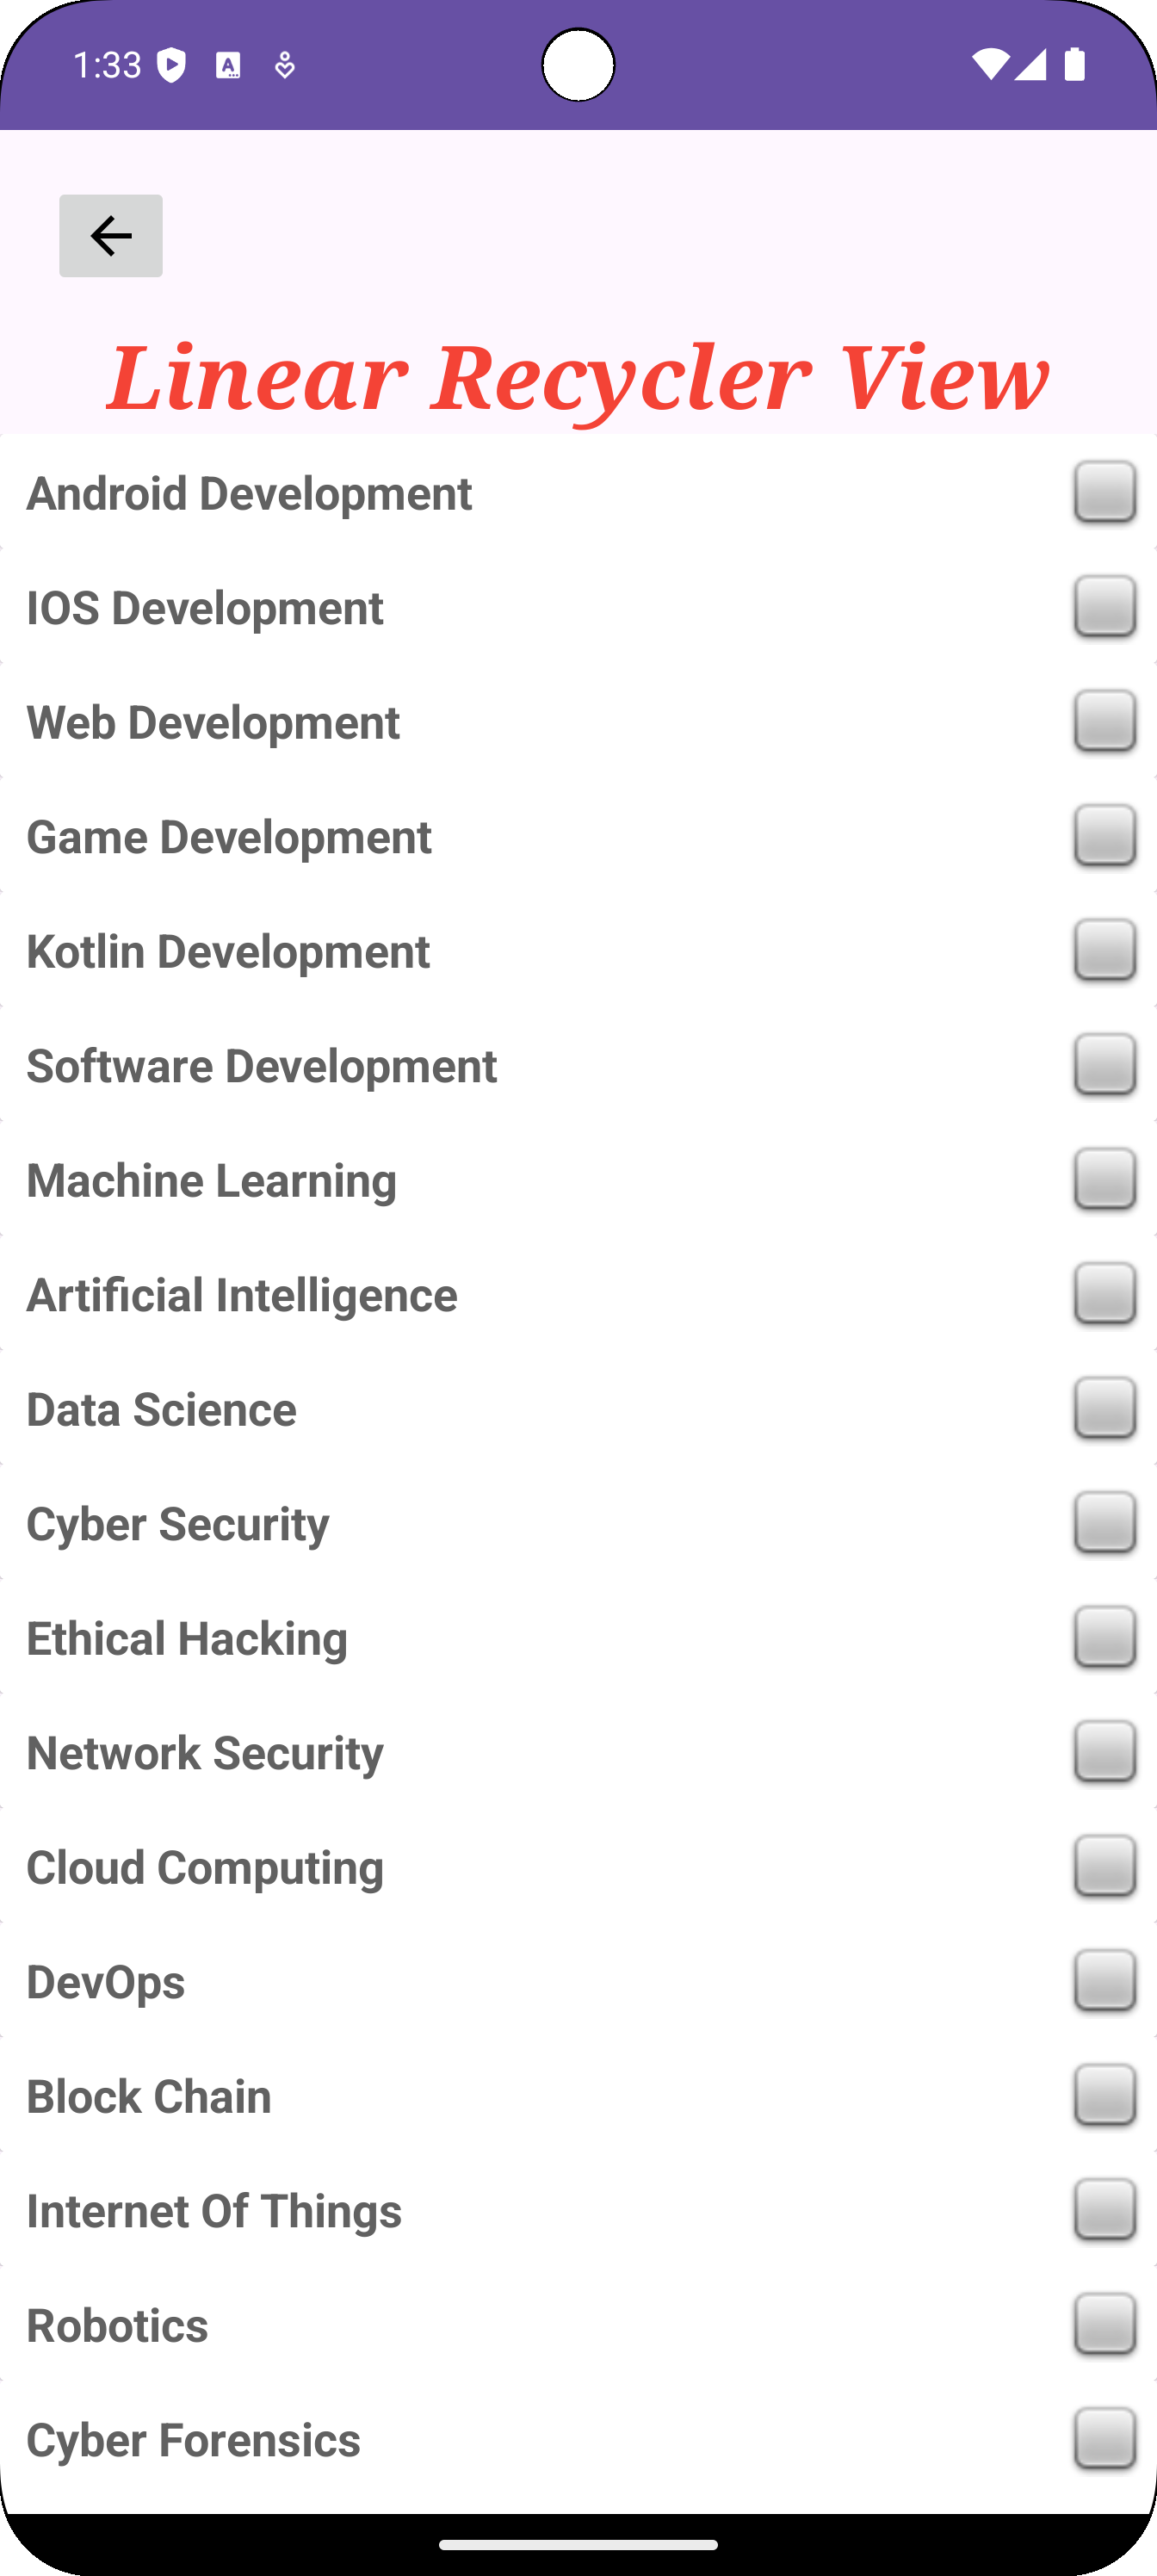 1:33
Linear Recycler View
Android Development
IOS Development
Web Development
Game Development
Kotlin Development
Software Development
Machine Learning
Artificial Intelligence
Data Science
Cyber Security
Ethical Hacking
Network Security
Cloud Computing
DevOps
Block Chain
Internet Of Things
Robotics
Cyber Forensics